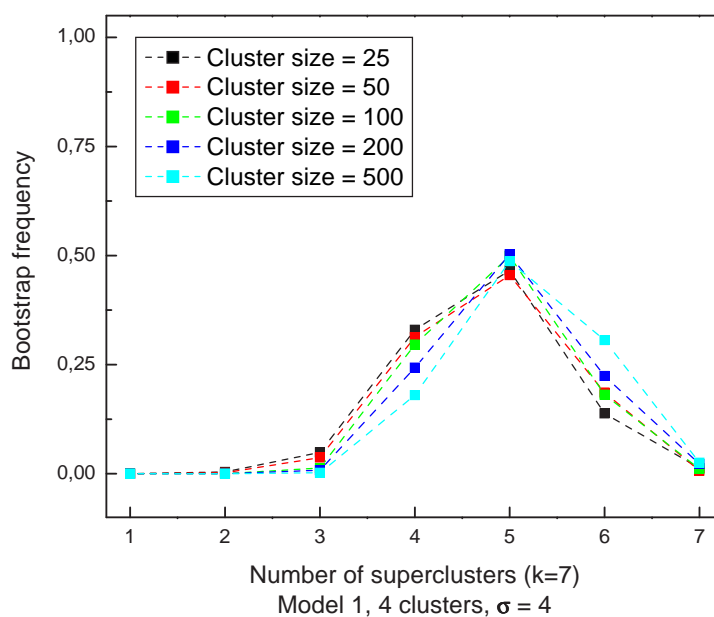 1,00
0,75
0,50
0,25
0,00
Bootstrap frequency
Cluster size = 25
Cluster size = 50
Cluster size = 100
Cluster size = 200
Cluster size = 500
1 2 3 4 5 6 7
Number of superclusters (k=7)
Model 1, 4 clusters, σ = 4